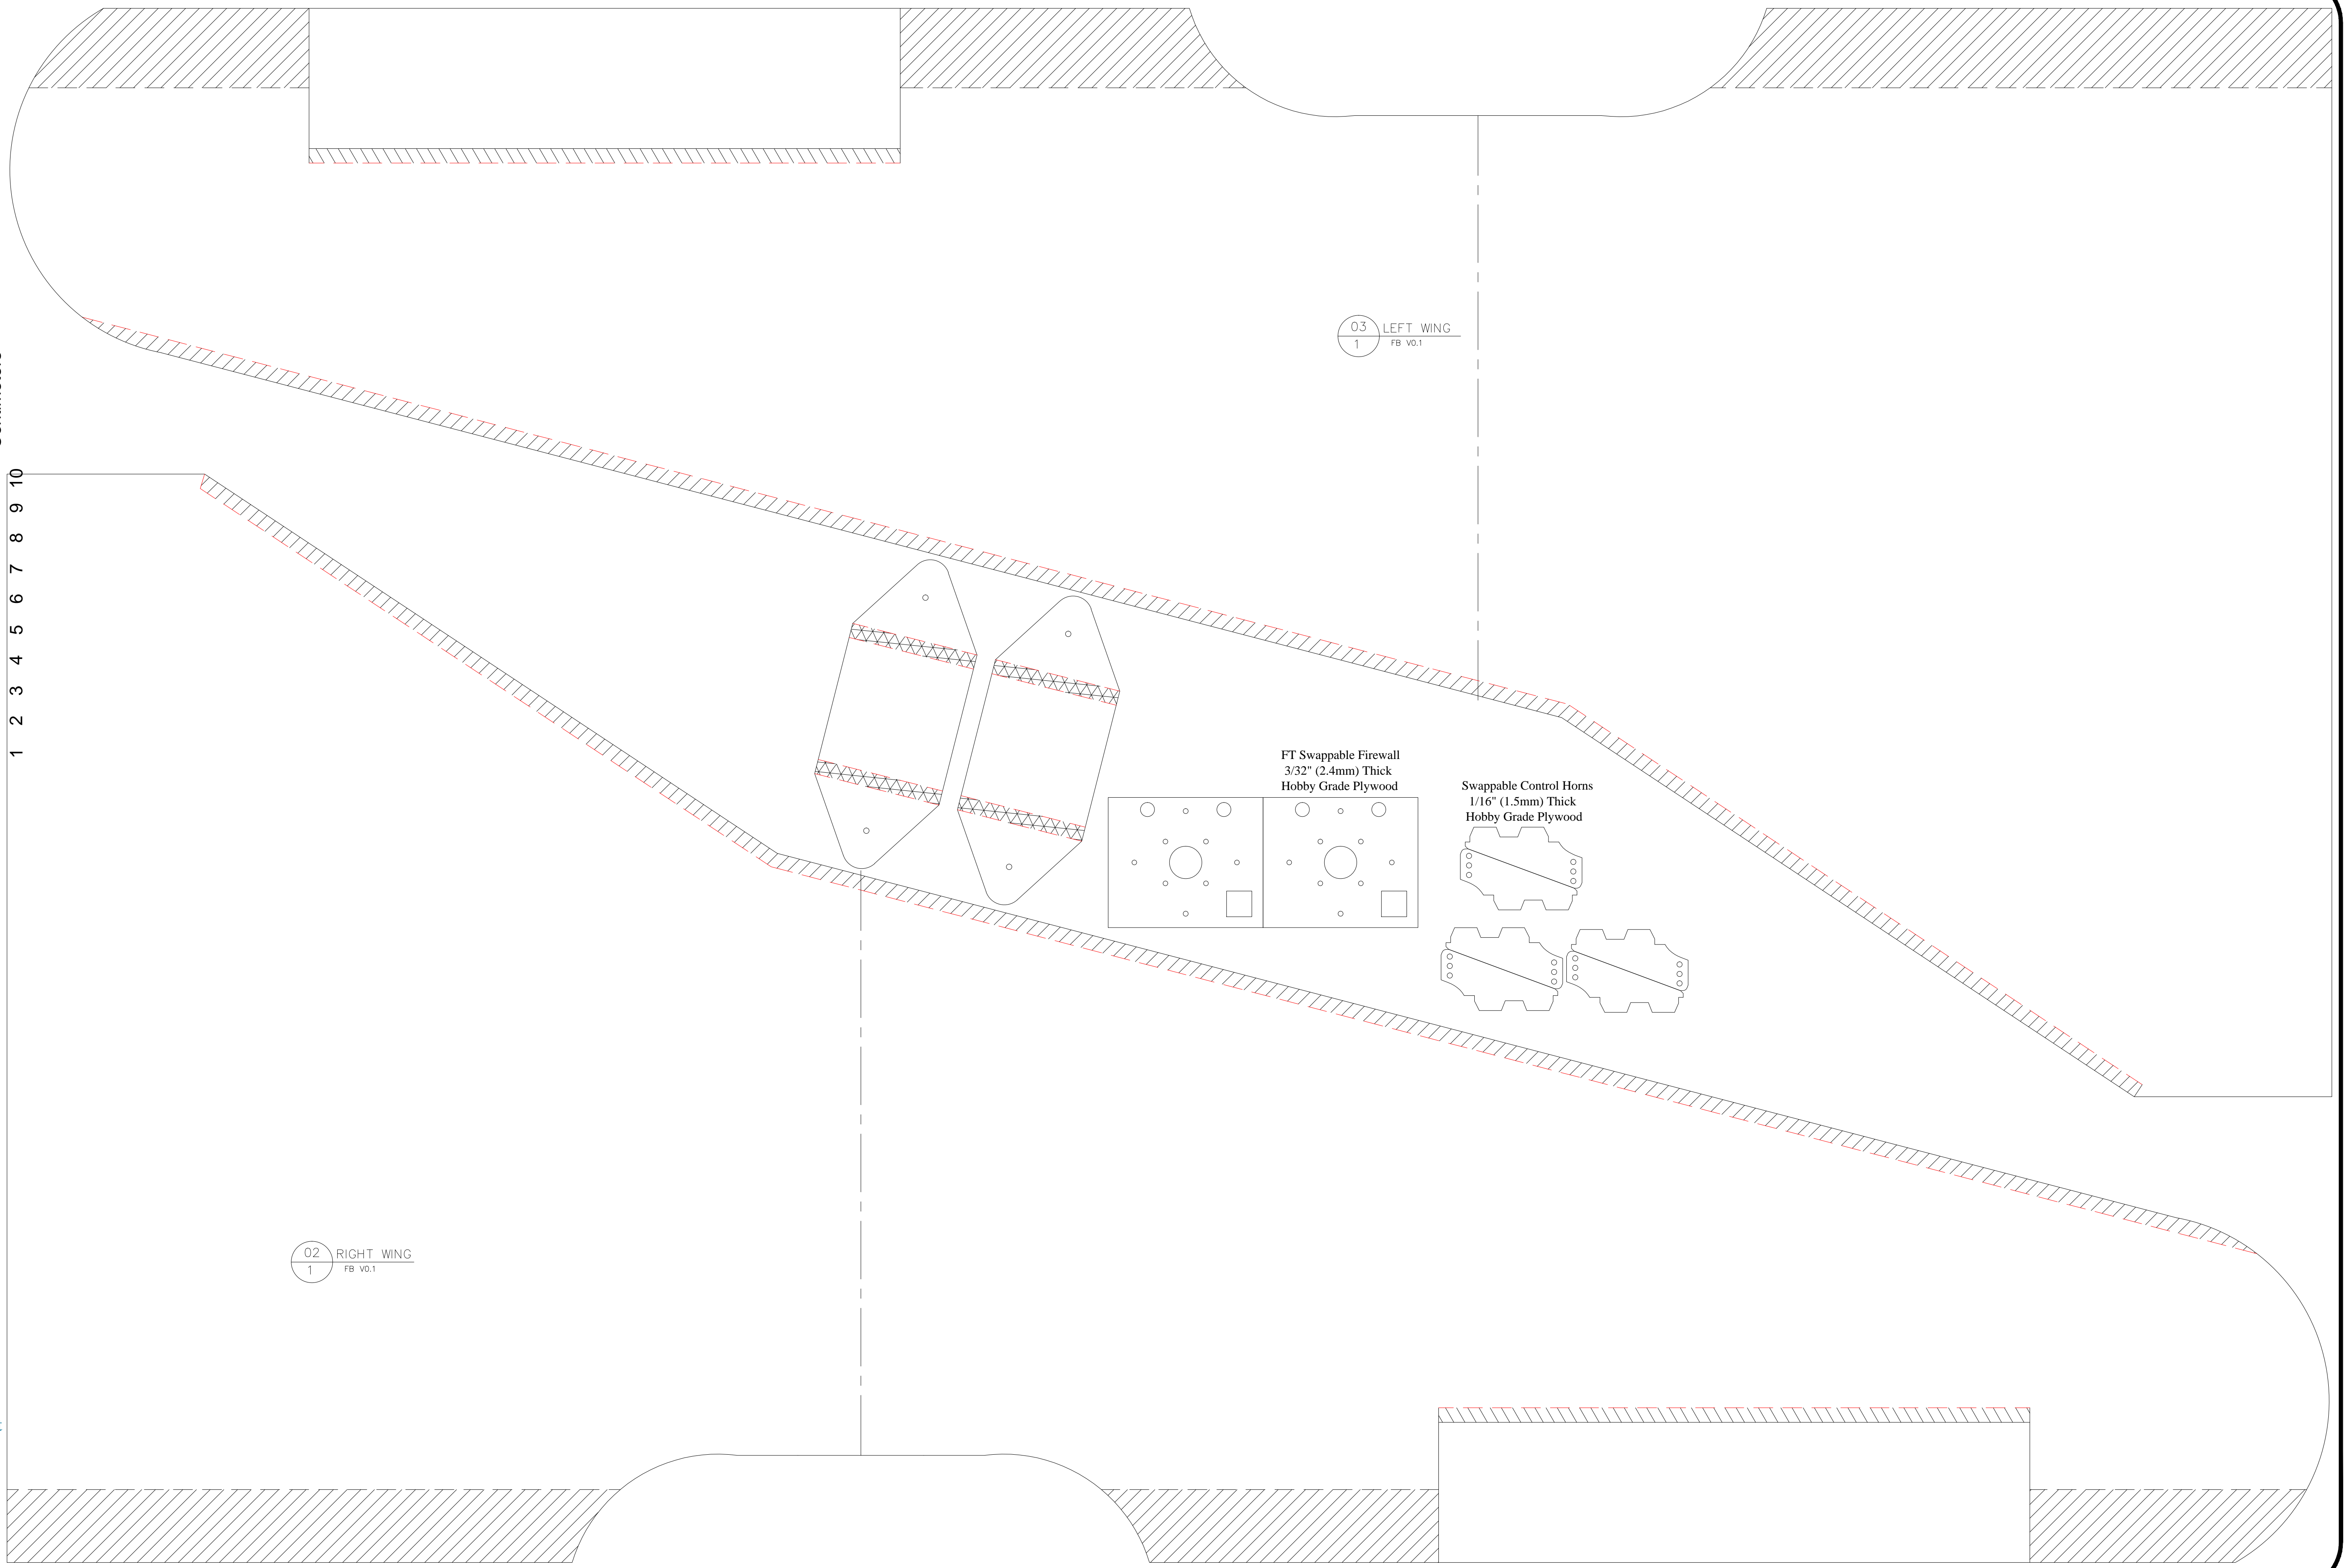 03 LEFT WING
1 FB V0.1
10
9
8
7
6
5
4
3
2
1
FT Swappable Firewall
3/32" (2.4mm) Thick
Hobby Grade Plywood
Swappable Control Horns
1/16" (1.5mm) Thick
Hobby Grade Plywood
02 RIGHT WING
1 FB V0.1